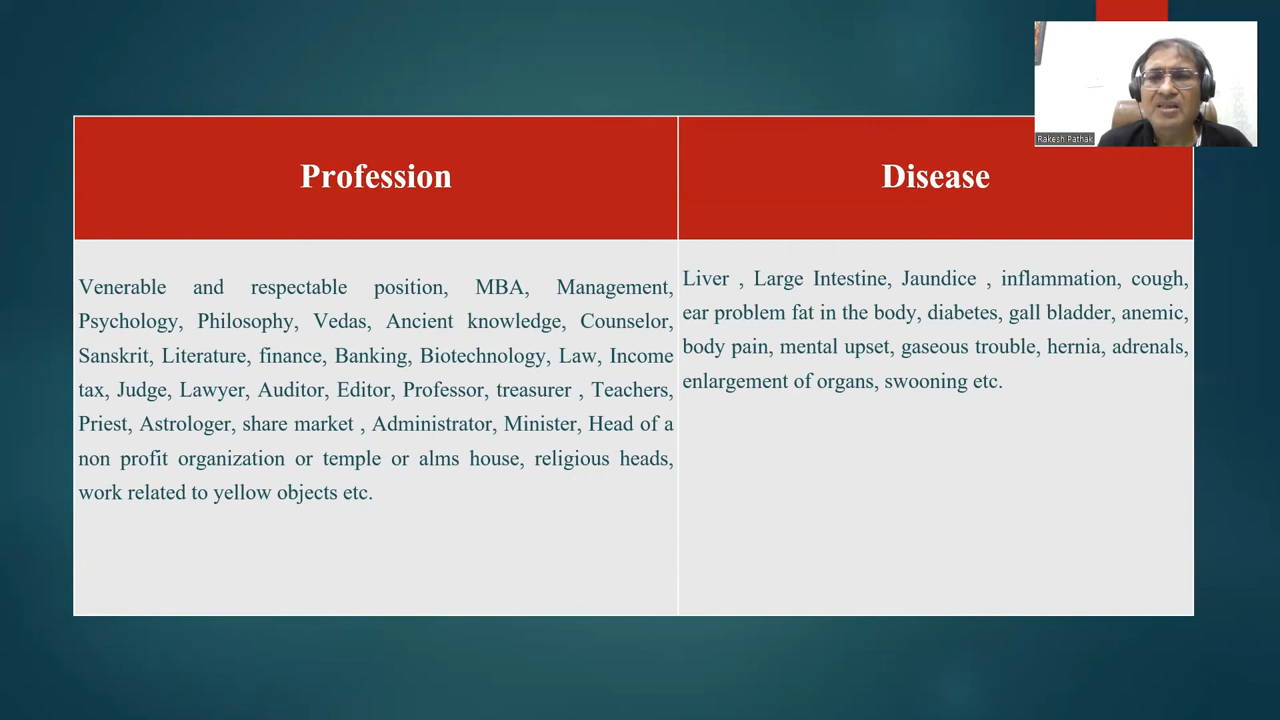 Rakesh Pathak
Profession
Venerable and respectable position, MBA, Management,
Psychology, Philosophy, Vedas, Ancient knowledge, Counselor,
Sanskrit, Literature, finance, Banking, Biotechnology, Law, Income
tax, Judge, Lawyer, Auditor, Editor, Professor, treasurer , Teachers,
Priest, Astrologer, share market , Administrator, Minister, Head of a
non profit organization or temple or alms house, religious heads,
work related to yellow objects etc.
Disease
Liver , Large Intestine, Jaundice , inflammation, cough,
ear problem fat in the body, diabetes, gall bladder, anemic,
body pain, mental upset, gaseous trouble, hernia, adrenals,
enlargement of organs, swooning etc.